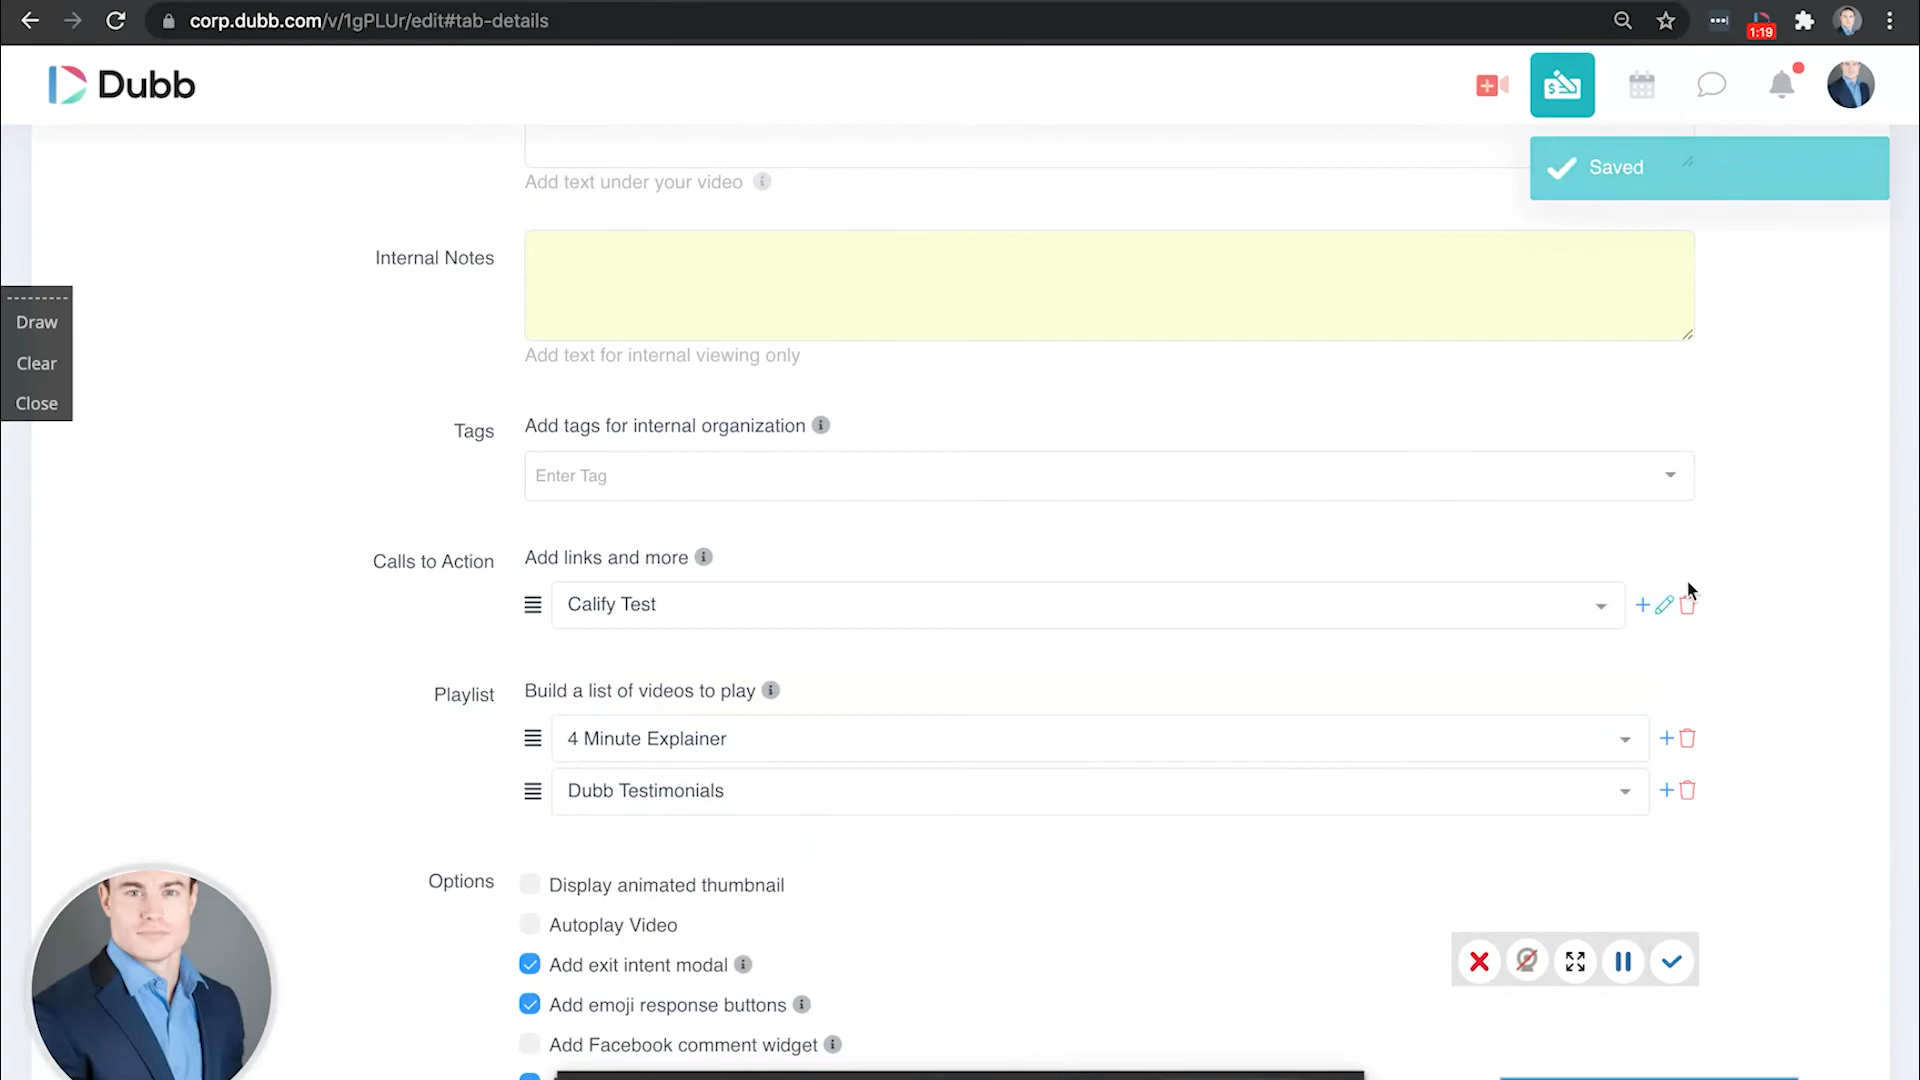 corp.dubb.com/v/1gPLUr/edit#tab-details
1:19
Dubb
Saved
Add text under your video
Internal Notes
Add text for internal viewing only
Draw
Clear
Close
Tags
Add tags for internal organization
Enter Tag
Calls to Action
Add links and more
Calify Test
Playlist
Build a list of videos to play
4 Minute Explainer
Dubb Testimonials
Options
Display animated thumbnail
Autoplay Video
Add exit intent modal
Add emoji response buttons
Add Facebook comment widget